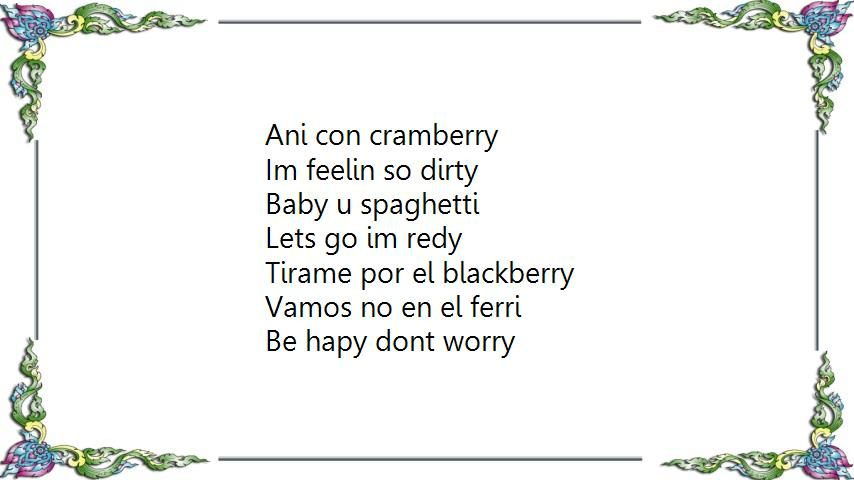 Ani con cramberry
Im feelin so dirty
Baby u spaghetti
Lets go im redy
Tirame por el blackberry
Vamos no en el ferri
Be hapy dont worry